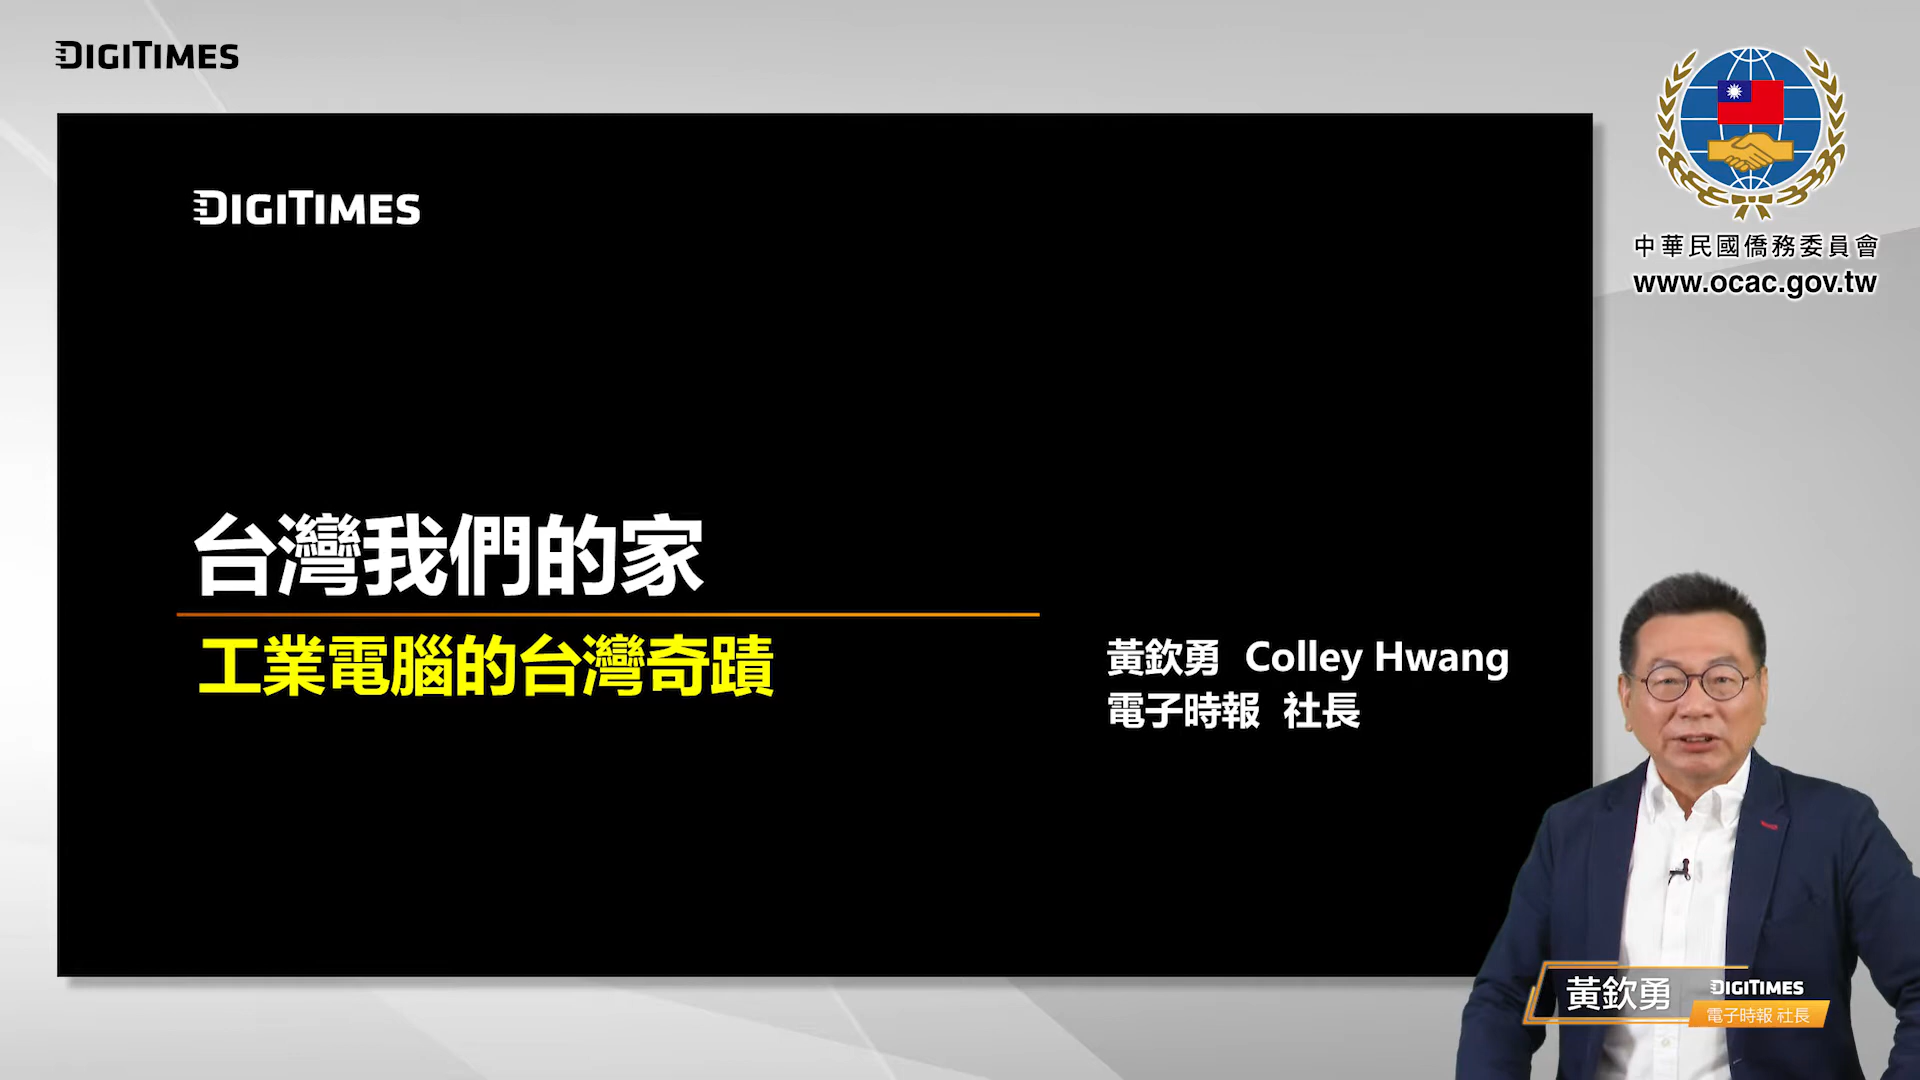 DIGITIMES
中華民國僑務委員會
www.ocac.gov.tw
DIGITIMES
台灣我們的家
工業電腦的台灣奇蹟
黃欽勇 Colley Hwang
電子時報 社長
黃欽勇
DIGITIMES
電子時報 社長